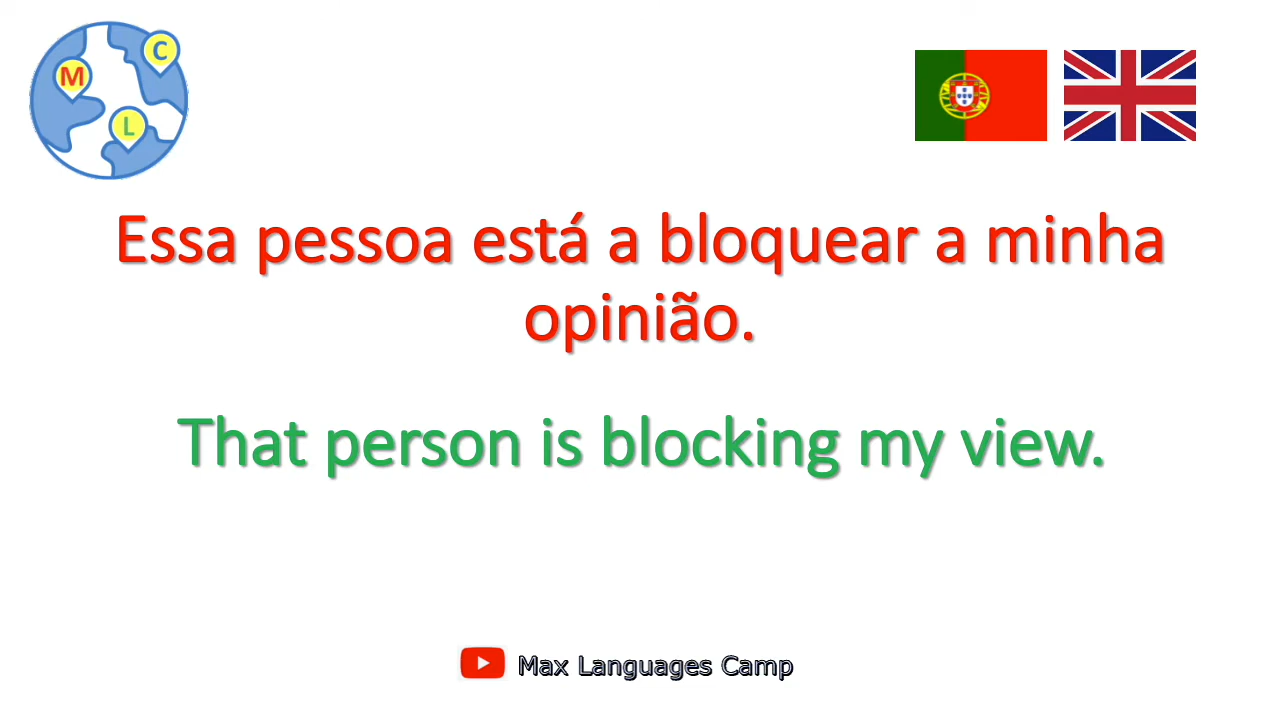 C
M
L
Essa pessoa está a bloquear a minha
opinião.
That person is blocking my view.
Max Languages Camp